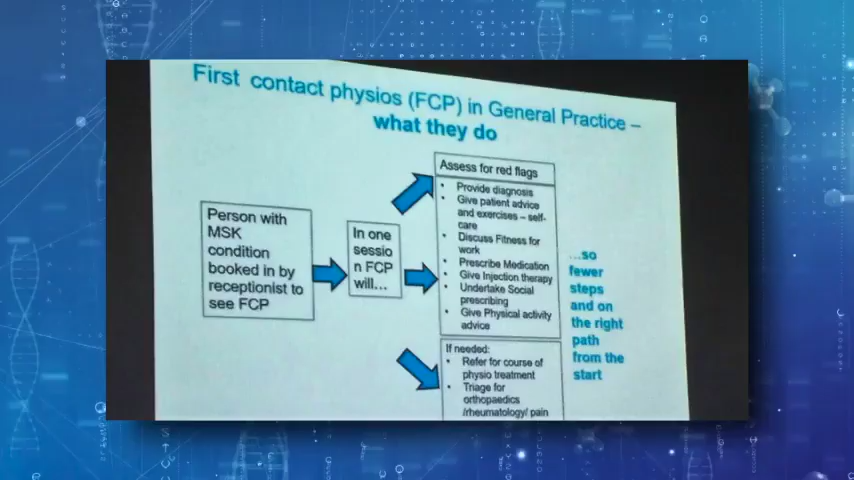 First contact physios (FCP) in General Practice –
what they do
Person with
MSK
condition
booked in by
receptionist to
see FCP
In one
sessio
n FCP
will...
Assess for red flags
• Provide diagnosis
• Give patient advice
and exercises – self-
care
• Discuss Fitness for
work
• Prescribe Medication
• Give Injection therapy
• Undertake Social
prescribing
• Give Physical activity
advice
If needed:
• Refer for course of
physio treatment
• Triage for
orthopaedics
/rheumatology/ pain
...so
fewer
steps
and on
the right
path
from the
start